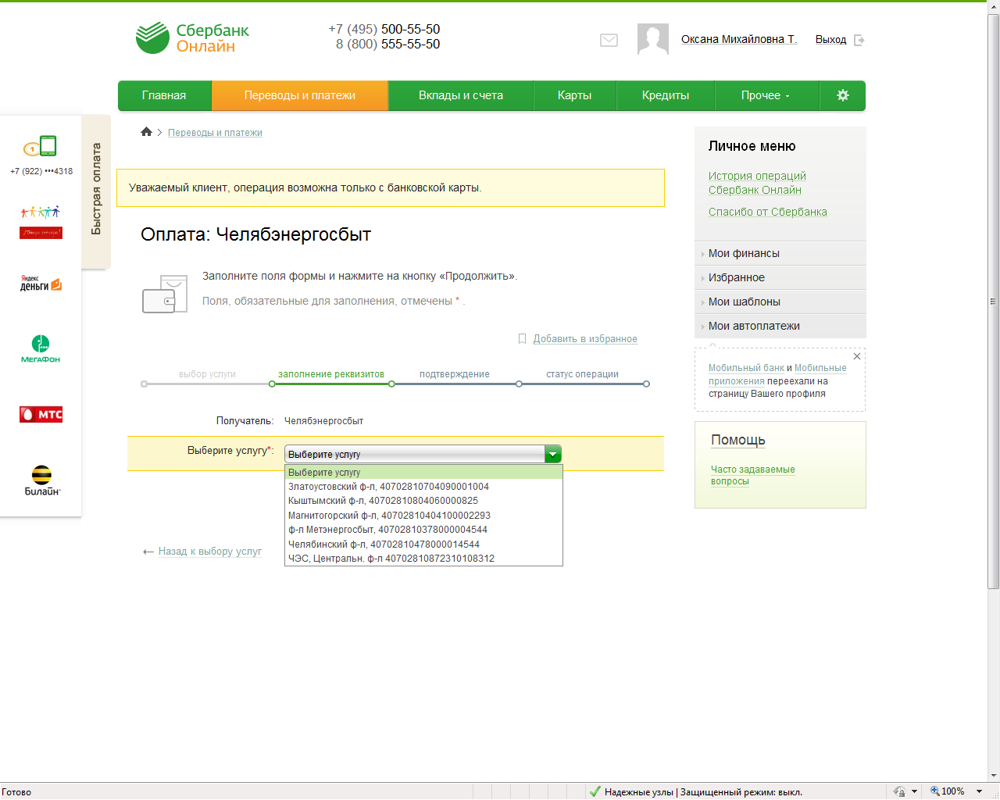 Сбербанк
Онлайн
+7 (495) 500-55-50
8 (800) 555-55-50
Оксана Михайловна Т.
Выход
Главная
Переводы и платежи
Вклады и счета
Карты
Кредиты
Прочее
1
+7 (922) •••4318
Быстрая оплата
Яндекс
деньги
МегаФон
МТС
Билайн
Переводы и платежи
Уважаемый клиент, операция возможна только с банковской карты.
Оплата: Челябэнергосбыт
Заполните поля формы и нажмите на кнопку «Продолжить».
Поля, обязательные для заполнения, отмечены * .
Добавить в избранное
выбор услуги
заполнение реквизитов
подтверждение
статус операции
Получатель: Челябэнергосбыт
Выберите услугу*: Выберите услугу
Выберите услугу
Златоустовский ф-л, 40702810704090001004
Кыштымский ф-л, 40702810804060000825
Магнитогорский ф-л, 40702810404100002293
ф-л Метэнергосбыт, 40702810378000004544
Челябинский ф-л, 40702810478000014544
ЧЭС, Центральн. ф-л 40702810872310108312
← Назад к выбору услуг
Личное меню
История операций
Сбербанк Онлайн
Спасибо от Сбербанка
Мои финансы
Избранное
Мои шаблоны
Мои автоплатежи
Мобильный банк и Мобильные
приложения переехали на
страницу Вашего профиля
Помощь
Часто задаваемые
вопросы
Готово
Надежные узлы | Защищенный режим: выкл.
100%